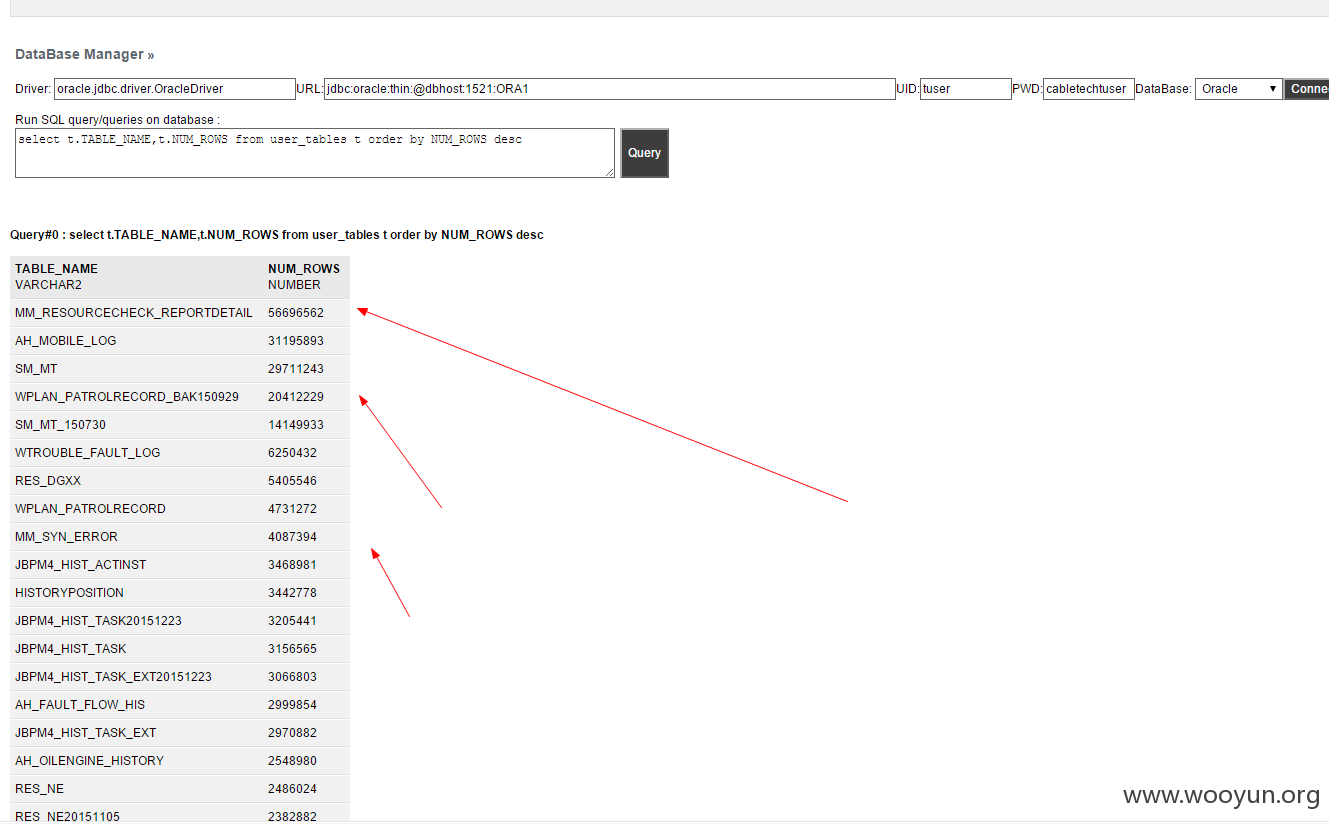 DataBase Manager »
Driver: oracle.jdbc.driver.OracleDriver URL: jdbc:oracle:thin:@dbhost:1521:ORA1 UID: tuser PWD: cabletechtuser DataBase: Oracle ▼ Conne
Run SQL query/queries on database :
select t.TABLE_NAME,t.NUM_ROWS from user_tables t order by NUM_ROWS desc
Query
Query#0 : select t.TABLE_NAME,t.NUM_ROWS from user_tables t order by NUM_ROWS desc
TABLE_NAME NUM_ROWS
VARCHAR2 NUMBER
MM_RESOURCECHECK_REPORTDETAIL 56696562
AH_MOBILE_LOG 31195893
SM_MT 29711243
WPLAN_PATROLRECORD_BAK150929 20412229
SM_MT_150730 14149933
WTROUBLE_FAULT_LOG 6250432
RES_DGXX 5405546
WPLAN_PATROLRECORD 4731272
MM_SYN_ERROR 4087394
JBPM4_HIST_ACTINST 3468981
HISTORYPOSITION 3442778
JBPM4_HIST_TASK20151223 3205441
JBPM4_HIST_TASK 3156565
JBPM4_HIST_TASK_EXT20151223 3066803
AH_FAULT_FLOW_HIS 2999854
JBPM4_HIST_TASK_EXT 2970882
AH_OILENGINE_HISTORY 2548980
RES_NE 2486024
RES_NE20151105 2382882
www.wooyun.org